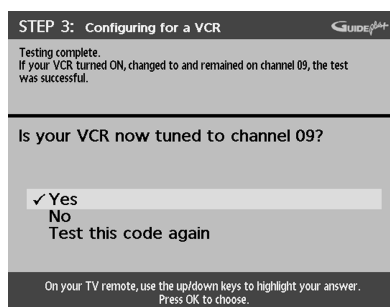 STEP 3: Configuring for a VCR
GUIDE Plus+
Testing complete.
If your VCR turned ON, changed to and remained on channel 09, the test
was successful.
Is your VCR now tuned to channel 09?
✓ Yes
No
Test this code again
On your TV remote, use the up/down keys to highlight your answer.
Press OK to choose.